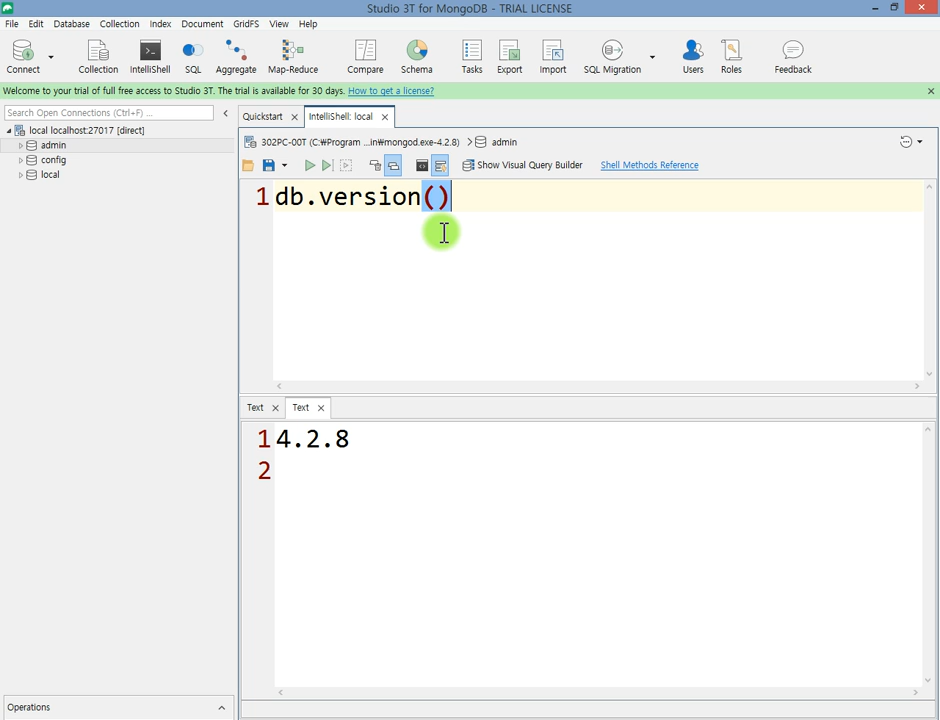 Studio 3T for MongoDB - TRIAL LICENSE
File Edit Database Collection Index Document GridFS View Help
Connect Collection IntelliShell SQL Aggregate Map-Reduce Compare Schema Tasks Export Import SQL Migration Users Roles Feedback
Welcome to your trial of full free access to Studio 3T. The trial is available for 30 days. How to get a license?
Search Open Connections (Ctrl+F) ...
local localhost:27017 [direct]
admin
config
local
Quickstart IntelliShell: local
302PC-00T (C:₩Program ...in₩mongod.exe-4.2.8) admin
Show Visual Query Builder Shell Methods Reference
1 db.version()
Text Text
1 4.2.8
2
Operations